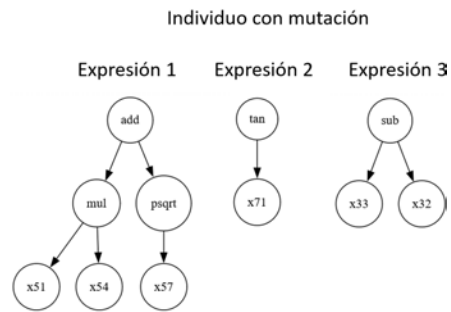 Individuo con mutación
Expresión 1 Expresión 2 Expresión 3
add tan sub
mul psqrt x71 x33 x32
x51 x54 x57